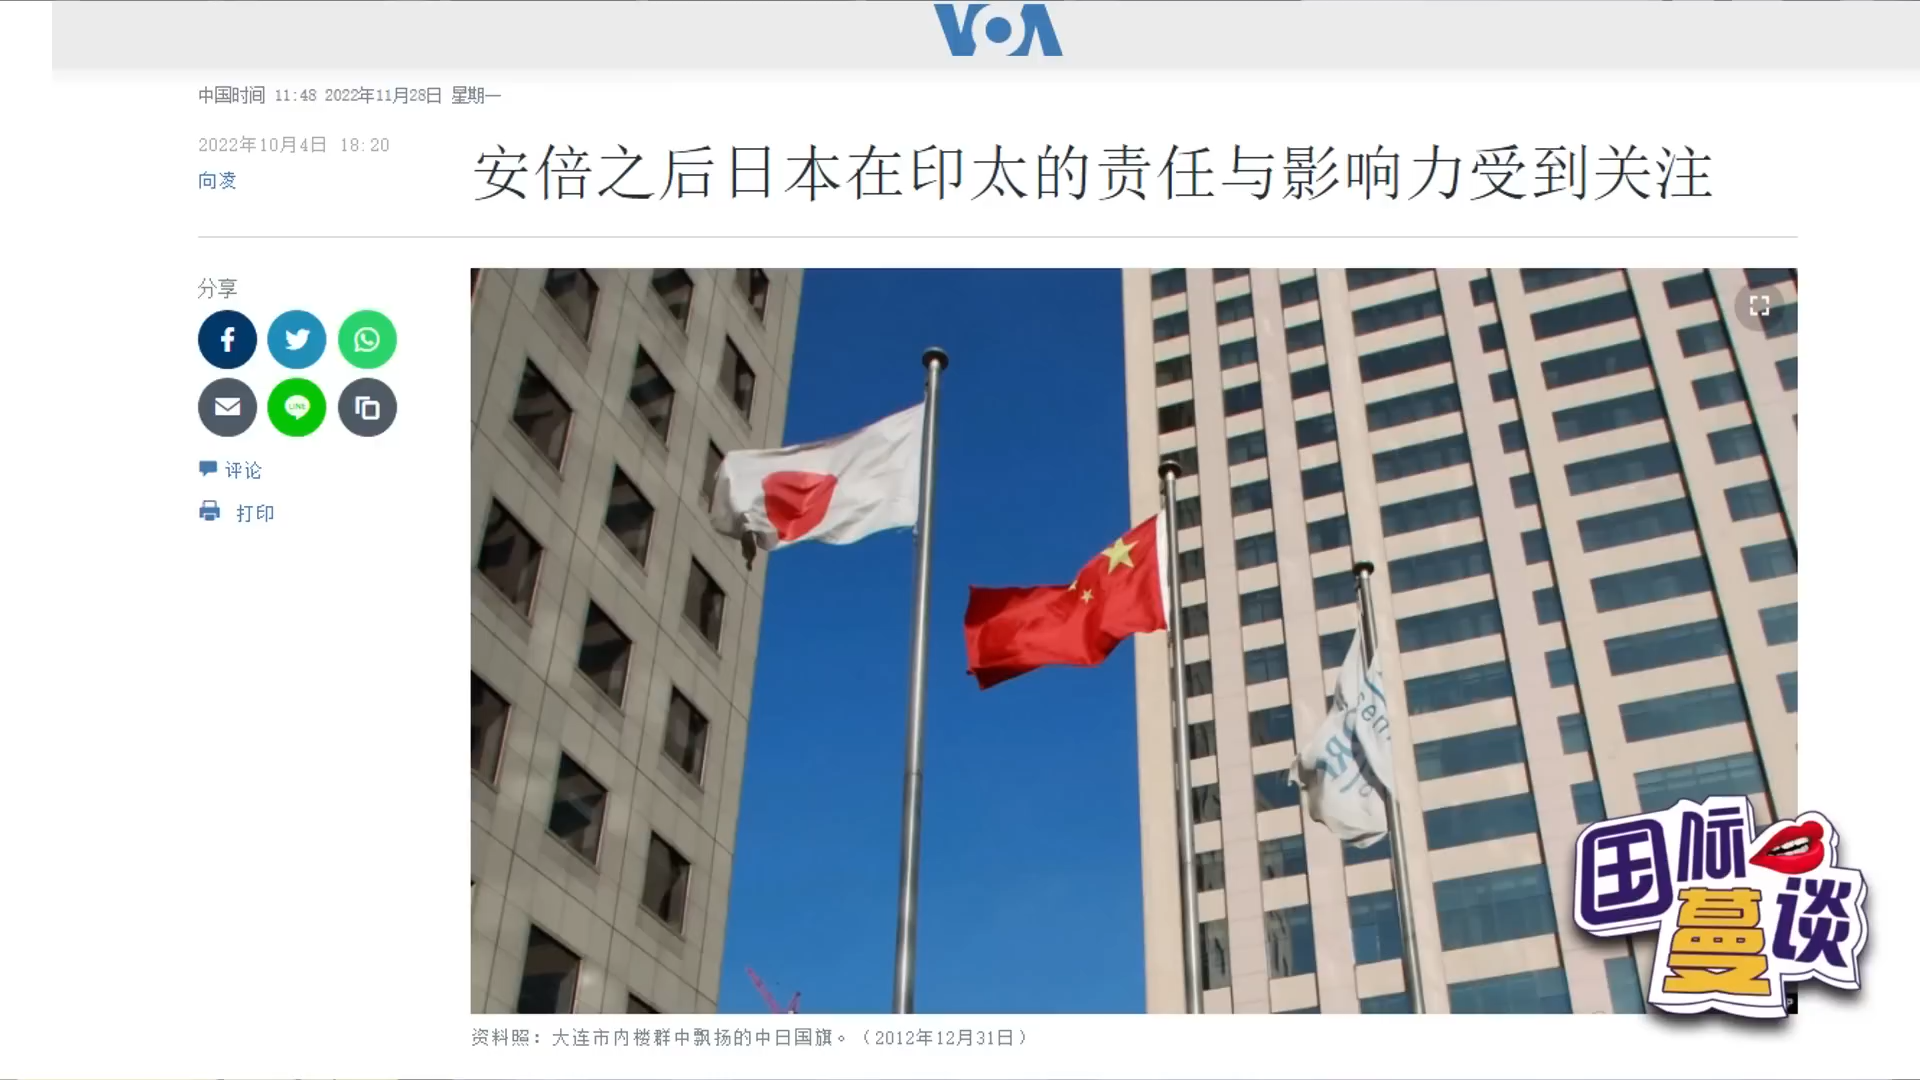 VOA
中国时间 11:48 2022年11月28日 星期一
2022年10月4日 18:20
向凌
安倍之后日本在印太的责任与影响力受到关注
分享
LINE
评论
打印
国际
蔓谈
资料照：大连市内楼群中飘扬的中日国旗。（2012年12月31日）